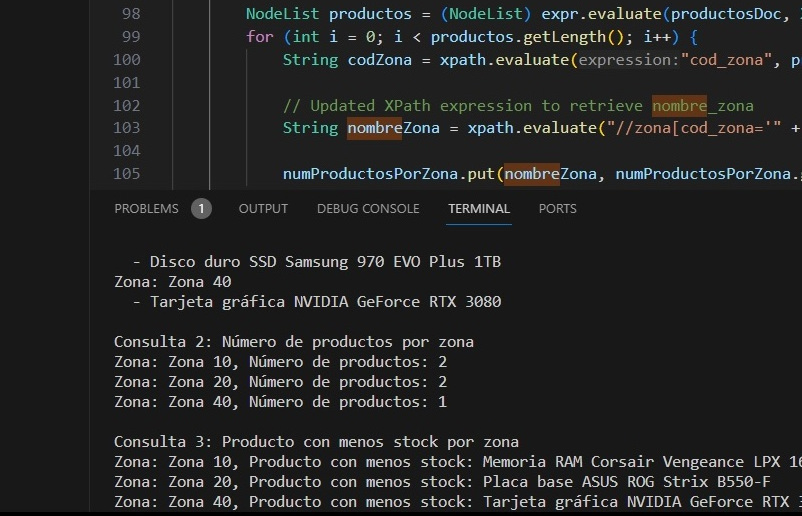 98 NodeList productos = (NodeList) expr.evaluate(productosDoc,
99 for (int i = 0; i < productos.getLength(); i++) {
100 String codZona = xpath.evaluate(expression:"cod_zona", p
101
102 // Updated XPath expression to retrieve nombre_zona
103 String nombreZona = xpath.evaluate("//zona[cod_zona='" +
104
105 numProductosPorZona.put(nombreZona, numProductosPorZona.
PROBLEMS 1 OUTPUT DEBUG CONSOLE TERMINAL PORTS
- Disco duro SSD Samsung 970 EVO Plus 1TB
Zona: Zona 40
- Tarjeta gráfica NVIDIA GeForce RTX 3080
Consulta 2: Número de productos por zona
Zona: Zona 10, Número de productos: 2
Zona: Zona 20, Número de productos: 2
Zona: Zona 40, Número de productos: 1
Consulta 3: Producto con menos stock por zona
Zona: Zona 10, Producto con menos stock: Memoria RAM Corsair Vengeance LPX 16
Zona: Zona 20, Producto con menos stock: Placa base ASUS ROG Strix B550-F
Zona: Zona 40, Producto con menos stock: Tarjeta gráfica NVIDIA GeForce RTX